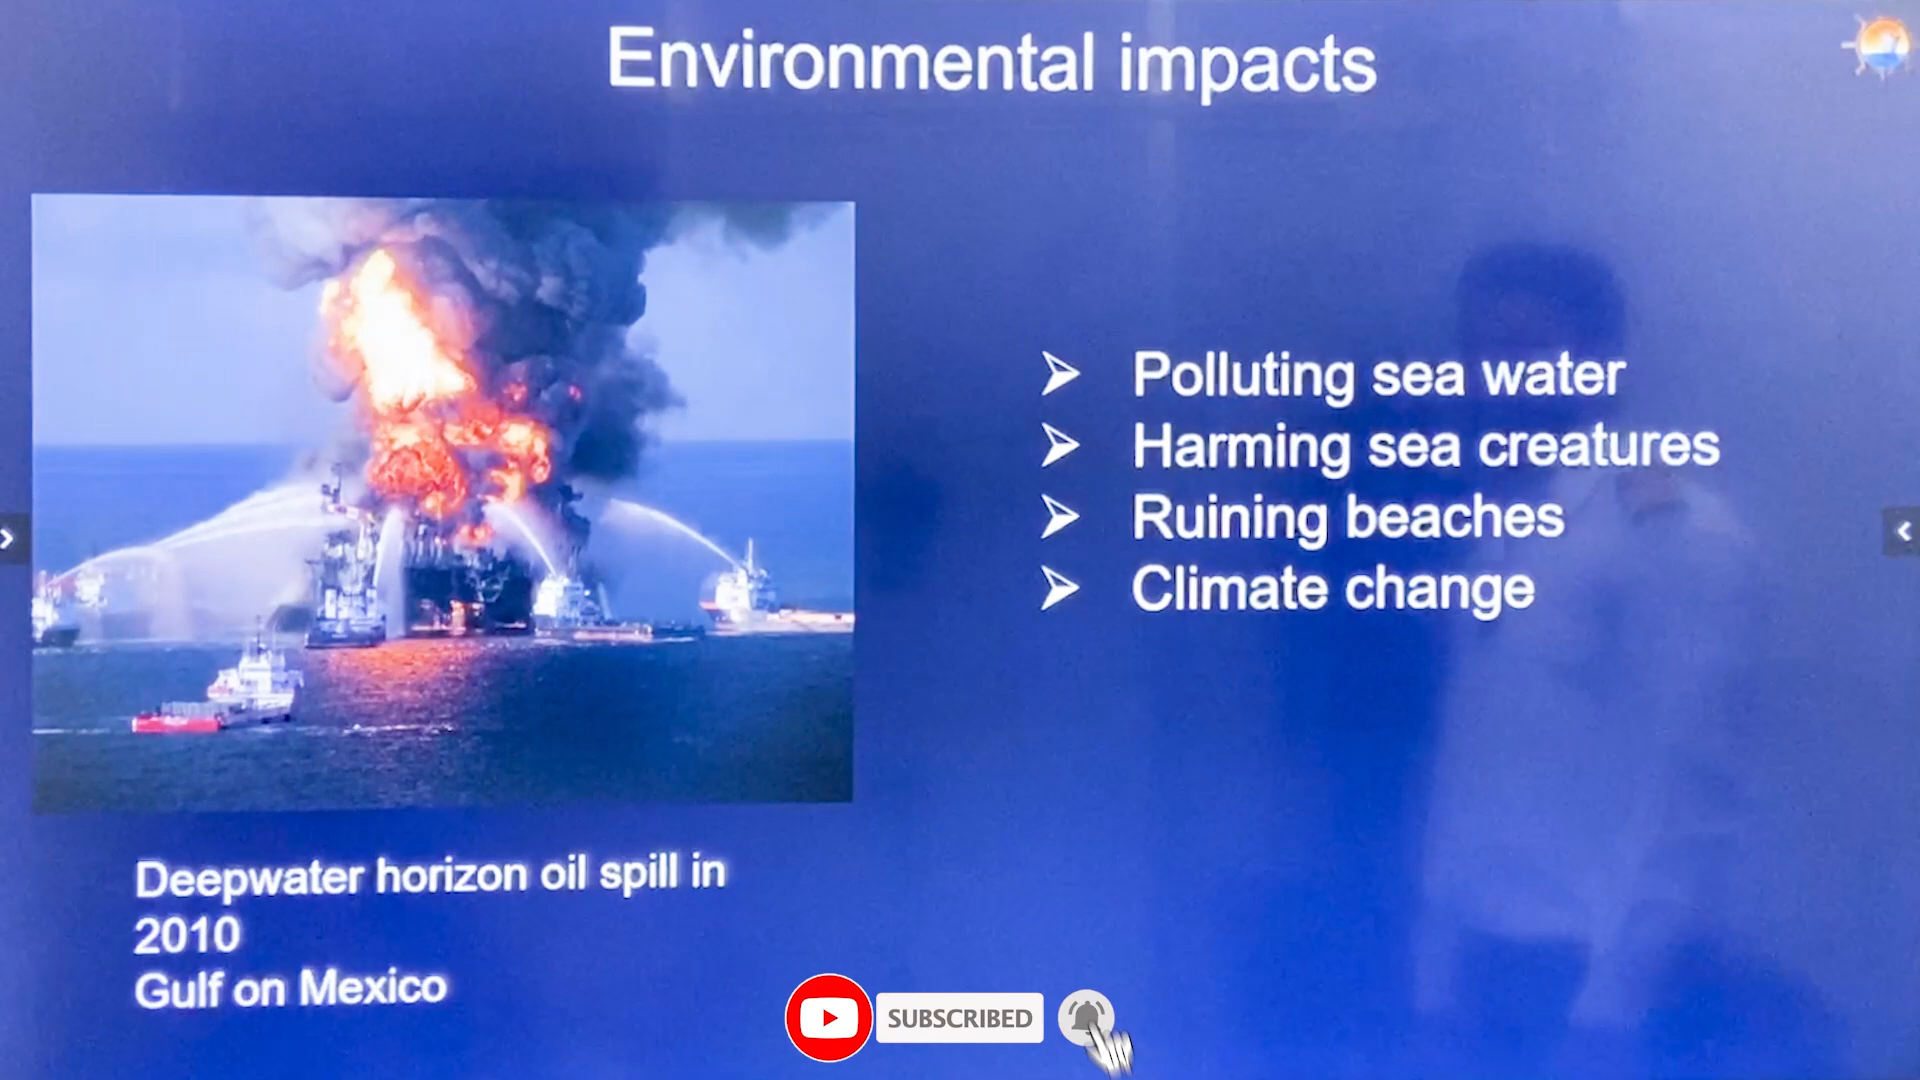 Environmental impacts
➢ Polluting sea water
➢ Harming sea creatures
➢ Ruining beaches
➢ Climate change
Deepwater horizon oil spill in
2010
Gulf on Mexico
SUBSCRIBED